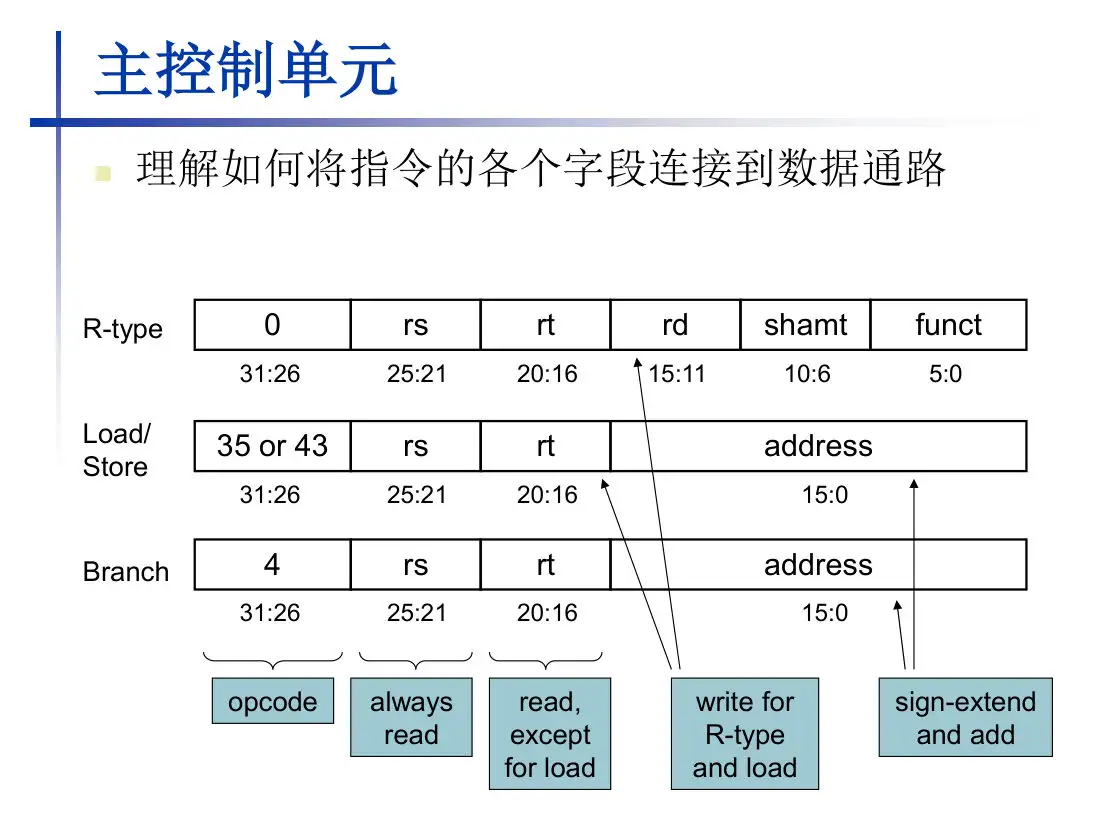 主控制单元
理解如何将指令的各个字段连接到数据通路
R-type
0 rs rt rd shamt funct
31:26 25:21 20:16 15:11 10:6 5:0
Load/
Store
35 or 43 rs rt address
31:26 25:21 20:16 15:0
Branch
4 rs rt address
31:26 25:21 20:16 15:0
opcode
always
read
read,
except
for load
write for
R-type
and load
sign-extend
and add